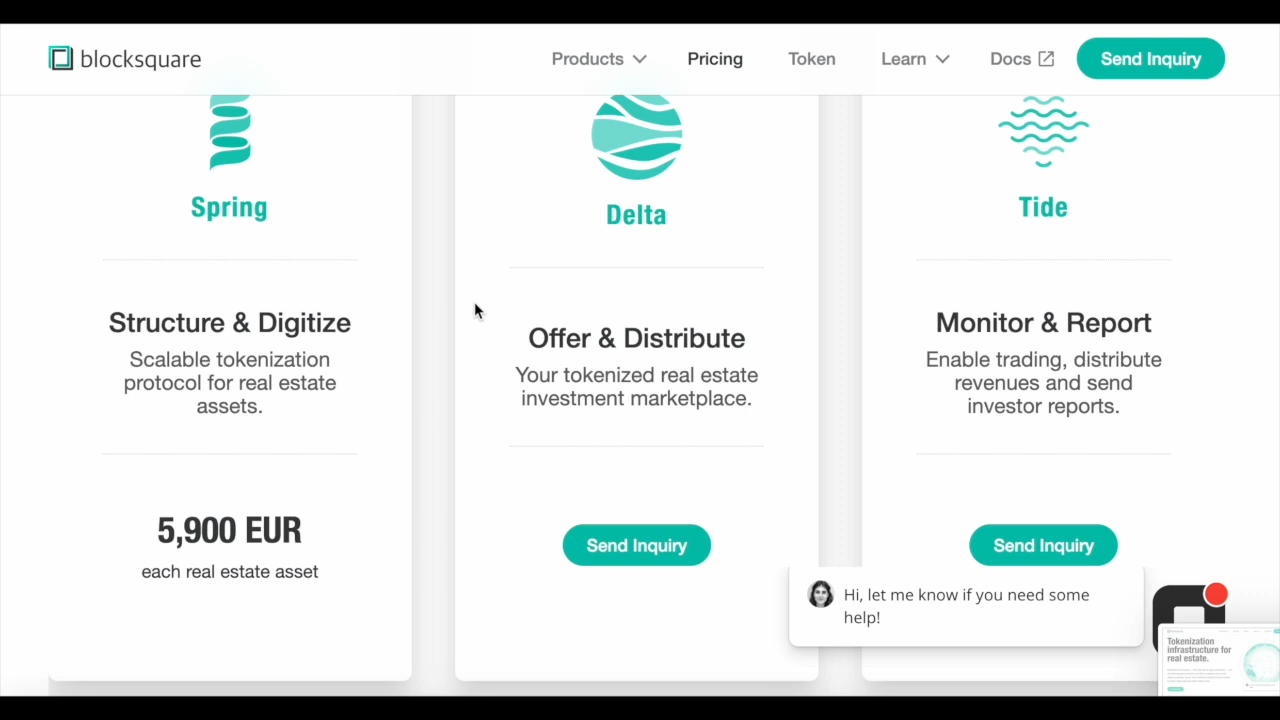 blocksquare
Products
Pricing
Token
Learn
Docs
Send Inquiry
Spring
Structure & Digitize
Scalable tokenization
protocol for real estate
assets.
5,900 EUR
each real estate asset
Delta
Offer & Distribute
Your tokenized real estate
investment marketplace.
Send Inquiry
Tide
Monitor & Report
Enable trading, distribute
revenues and send
investor reports.
Send Inquiry
Hi, let me know if you need some
help!
Tokenization
infrastructure for
real estate.